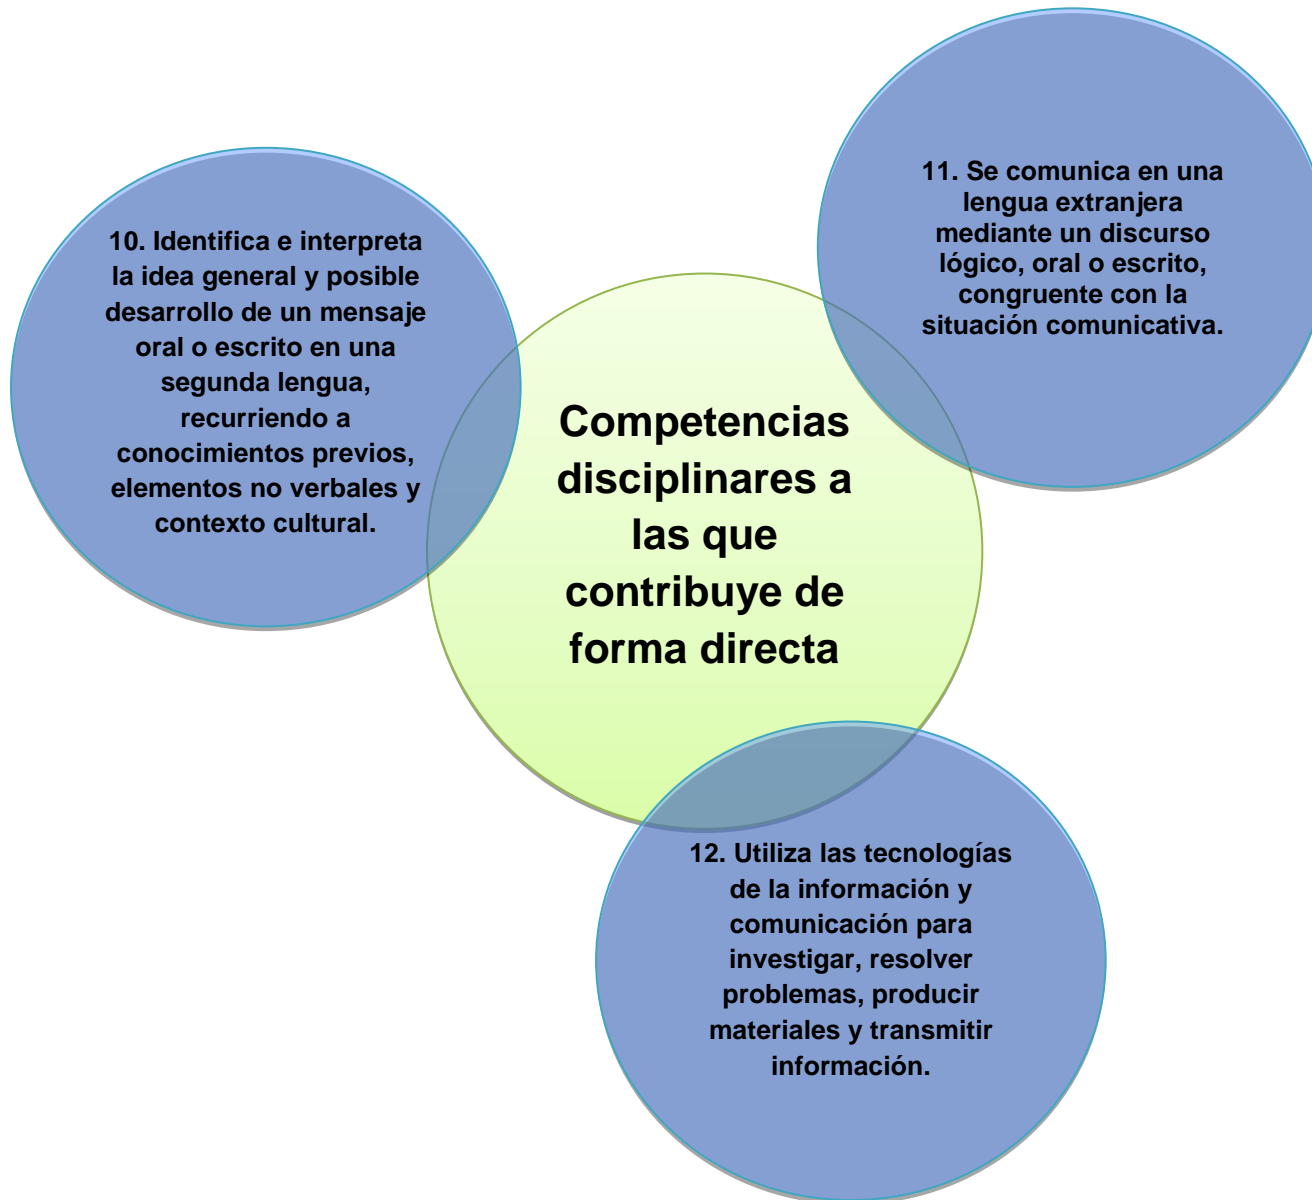 11. Se comunica en una
lengua extranjera
mediante un discurso
lógico, oral o escrito,
congruente con la
situación comunicativa.
10. Identifica e interpreta
la idea general y posible
desarrollo de un mensaje
oral o escrito en una
segunda lengua,
recurriendo a
conocimientos previos,
elementos no verbales y
contexto cultural.
Competencias
disciplinares a
las que
contribuye de
forma directa
12. Utiliza las tecnologías
de la información y
comunicación para
investigar, resolver
problemas, producir
materiales y transmitir
información.